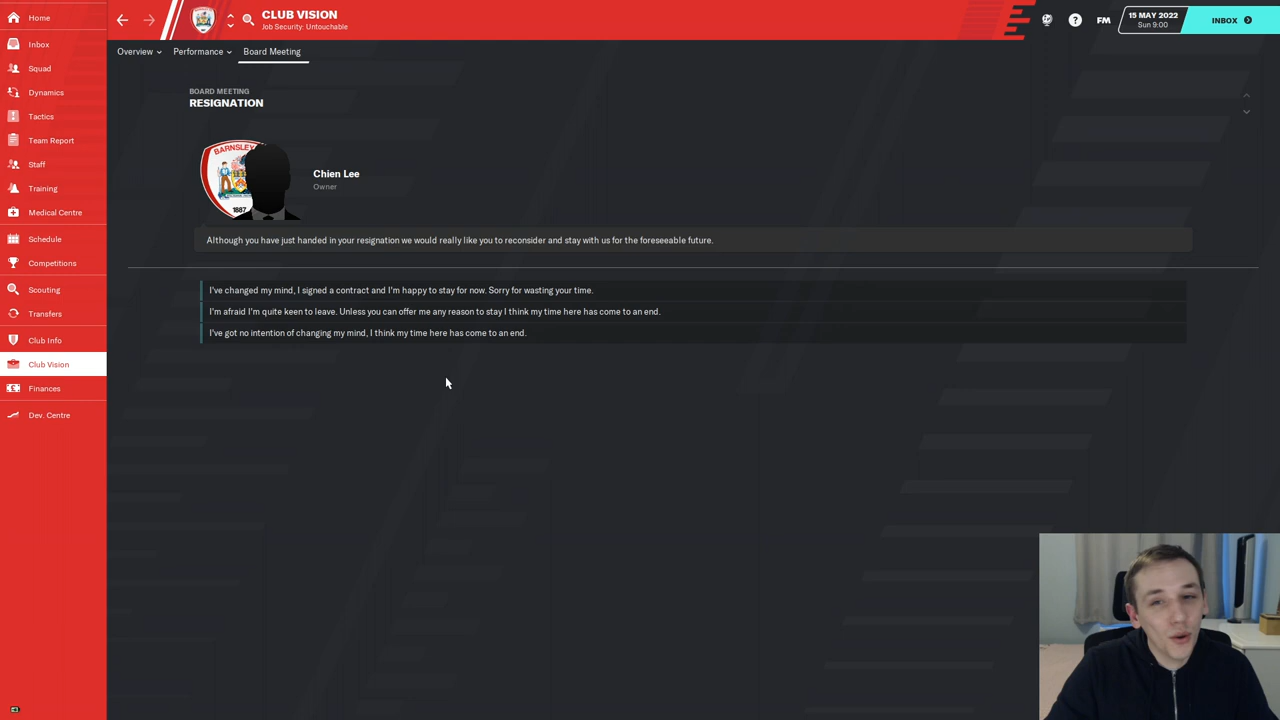 Home
Inbox
Squad
Dynamics
Tactics
Team Report
Staff
Training
Medical Centre
Schedule
Competitions
Scouting
Transfers
Club Info
Club Vision
Finances
Dev. Centre
CLUB VISION
Job Security: Untouchable
?
FM
15 MAY 2022
Sun 9:00
INBOX
Overview
Performance
Board Meeting
BOARD MEETING
RESIGNATION
BARNSLEY
1887
Chien Lee
Owner
Although you have just handed in your resignation we would really like you to reconsider and stay with us for the foreseeable future.
I've changed my mind, I signed a contract and I'm happy to stay for now. Sorry for wasting your time.
I'm afraid I'm quite keen to leave. Unless you can offer me any reason to stay I think my time here has come to an end.
I've got no intention of changing my mind, I think my time here has come to an end.